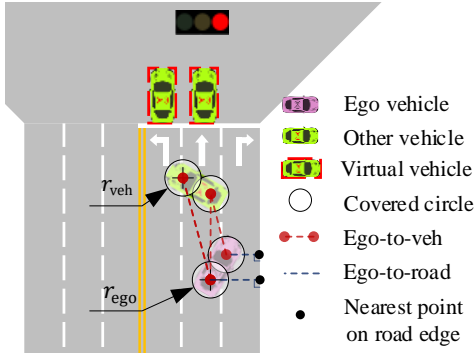 r_veh
r_ego
Ego vehicle
Other vehicle
Virtual vehicle
Covered circle
Ego-to-veh
Ego-to-road
Nearest point
on road edge